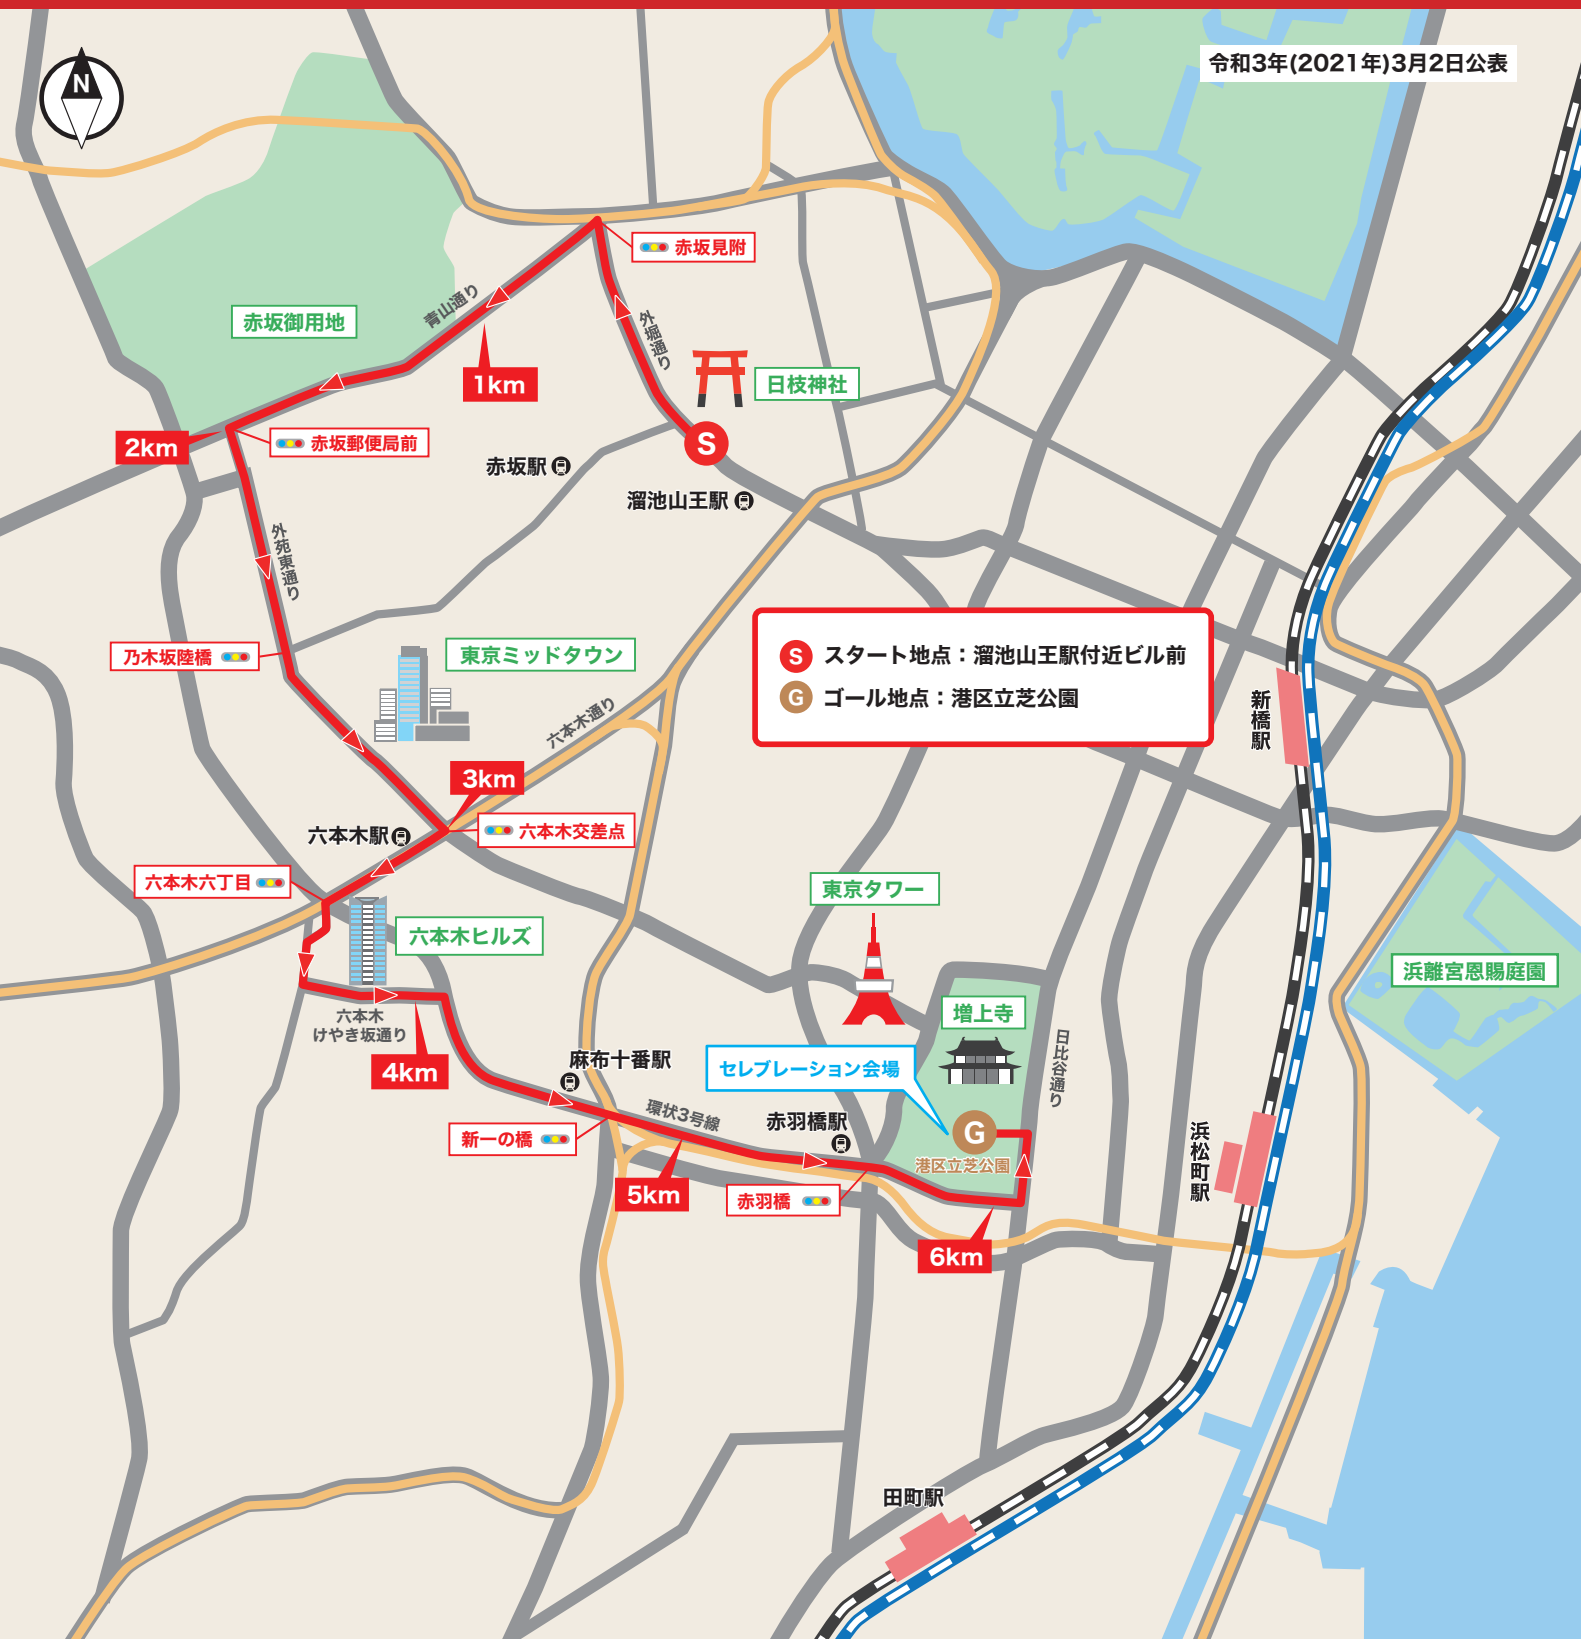 令和3年(2021年)3月2日公表
N
赤坂見附
青山通り
外堀通り
赤坂御用地
1km
日枝神社
2km
赤坂郵便局前
S
赤坂駅
溜池山王駅
外苑東通り
乃木坂陸橋
東京ミッドタウン
S スタート地点：溜池山王駅付近ビル前
G ゴール地点：港区立芝公園
新橋駅
六本木通り
3km
六本木駅
六本木交差点
六本木六丁目
六本木ヒルズ
東京タワー
浜離宮恩賜庭園
増上寺
六本木
けやき坂通り
4km
麻布十番駅
セレブレーション会場
日比谷通り
環状3号線
赤羽橋駅
新一の橋
G
港区立芝公園
浜松町駅
5km
赤羽橋
6km
田町駅